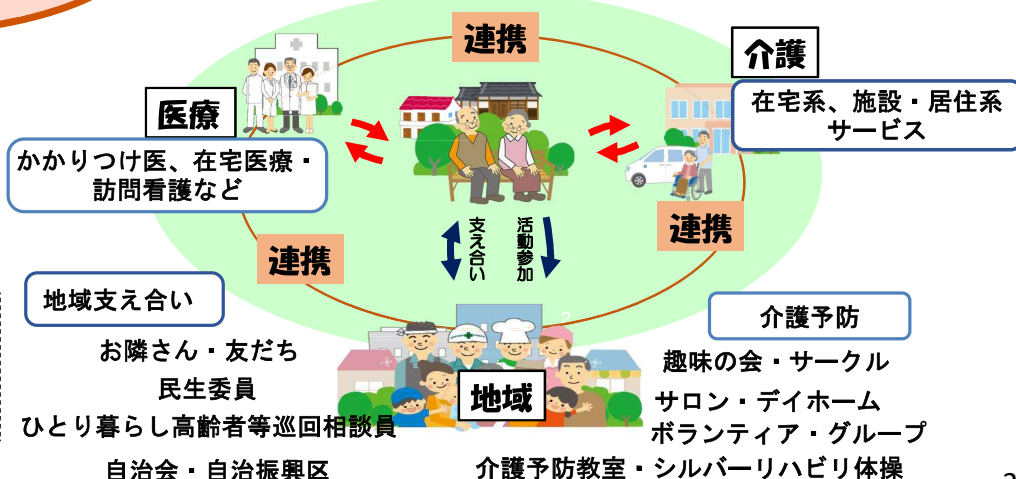 連携
介護
在宅系、施設・居住系
サービス
医療
かかりつけ医、在宅医療・
訪問看護など
連携
連携
支え合い
活動参加
地域支え合い
お隣さん・友だち
民生委員
ひとり暮らし高齢者等巡回相談員
自治会・自治振興区
地域
2
介護予防
趣味の会・サークル
サロン・デイホーム
ボランティア・グループ
介護予防教室・シルバーリハビリ体操